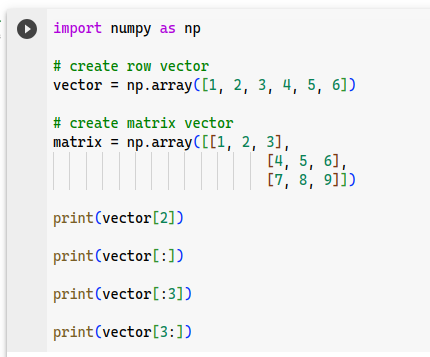 import numpy as np
# create row vector
vector = np.array([1, 2, 3, 4, 5, 6])
# create matrix vector
matrix = np.array([[1, 2, 3],
[4, 5, 6],
[7, 8, 9]])
print(vector[2])
print(vector[:])
print(vector[:3])
print(vector[3:])